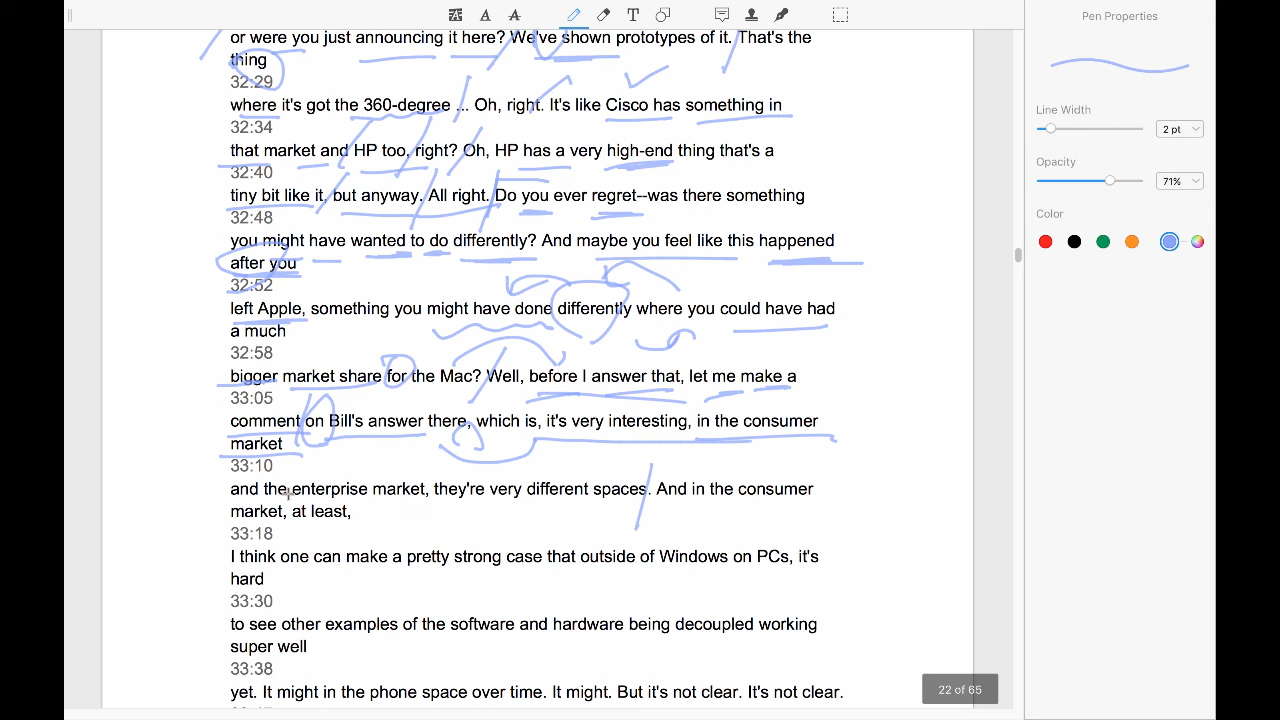 Pen Properties
or were you just announcing it here? We've shown prototypes of it. That's the
thing
32:29
where it's got the 360-degree ... Oh, right. It's like Cisco has something in
32:34
that market and HP too, right? Oh, HP has a very high-end thing that's a
32:40
tiny bit like it. but anyway. All right. Do you ever regret--was there something
32:48
you might have wanted to do differently? And maybe you feel like this happened
after you
32:52
left Apple, something you might have done differently where you could have had
a much
32:58
bigger market share for the Mac? Well, before I answer that, let me make a
33:05
comment on Bill's answer there, which is, it's very interesting, in the consumer
market
33:10
and the enterprise market, they're very different spaces. And in the consumer
market, at least,
33:18
I think one can make a pretty strong case that outside of Windows on PCs, it's
hard
33:30
to see other examples of the software and hardware being decoupled working
super well
33:38
yet. It might in the phone space over time. It might. But it's not clear. It's not clear.
22 of 65
Line Width
2 pt
Opacity
71%
Color